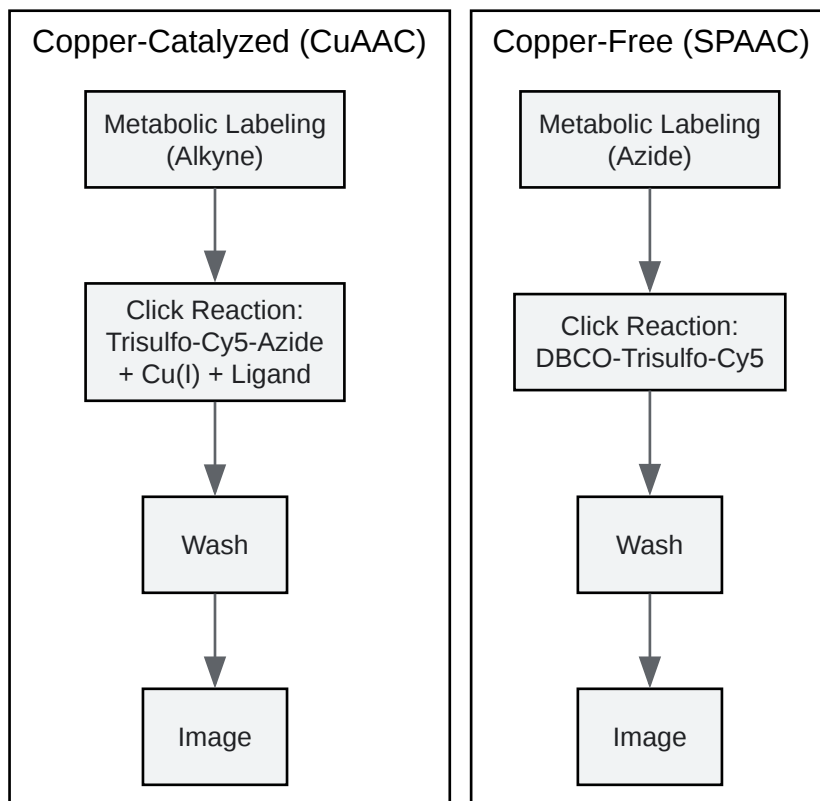 Copper-Catalyzed (CuAAC)
Metabolic Labeling
(Alkyne)
Click Reaction:
Trisulfo-Cy5-Azide
+ Cu(I) + Ligand
Wash
Image
Copper-Free (SPAAC)
Metabolic Labeling
(Azide)
Click Reaction:
DBCO-Trisulfo-Cy5
Wash
Image